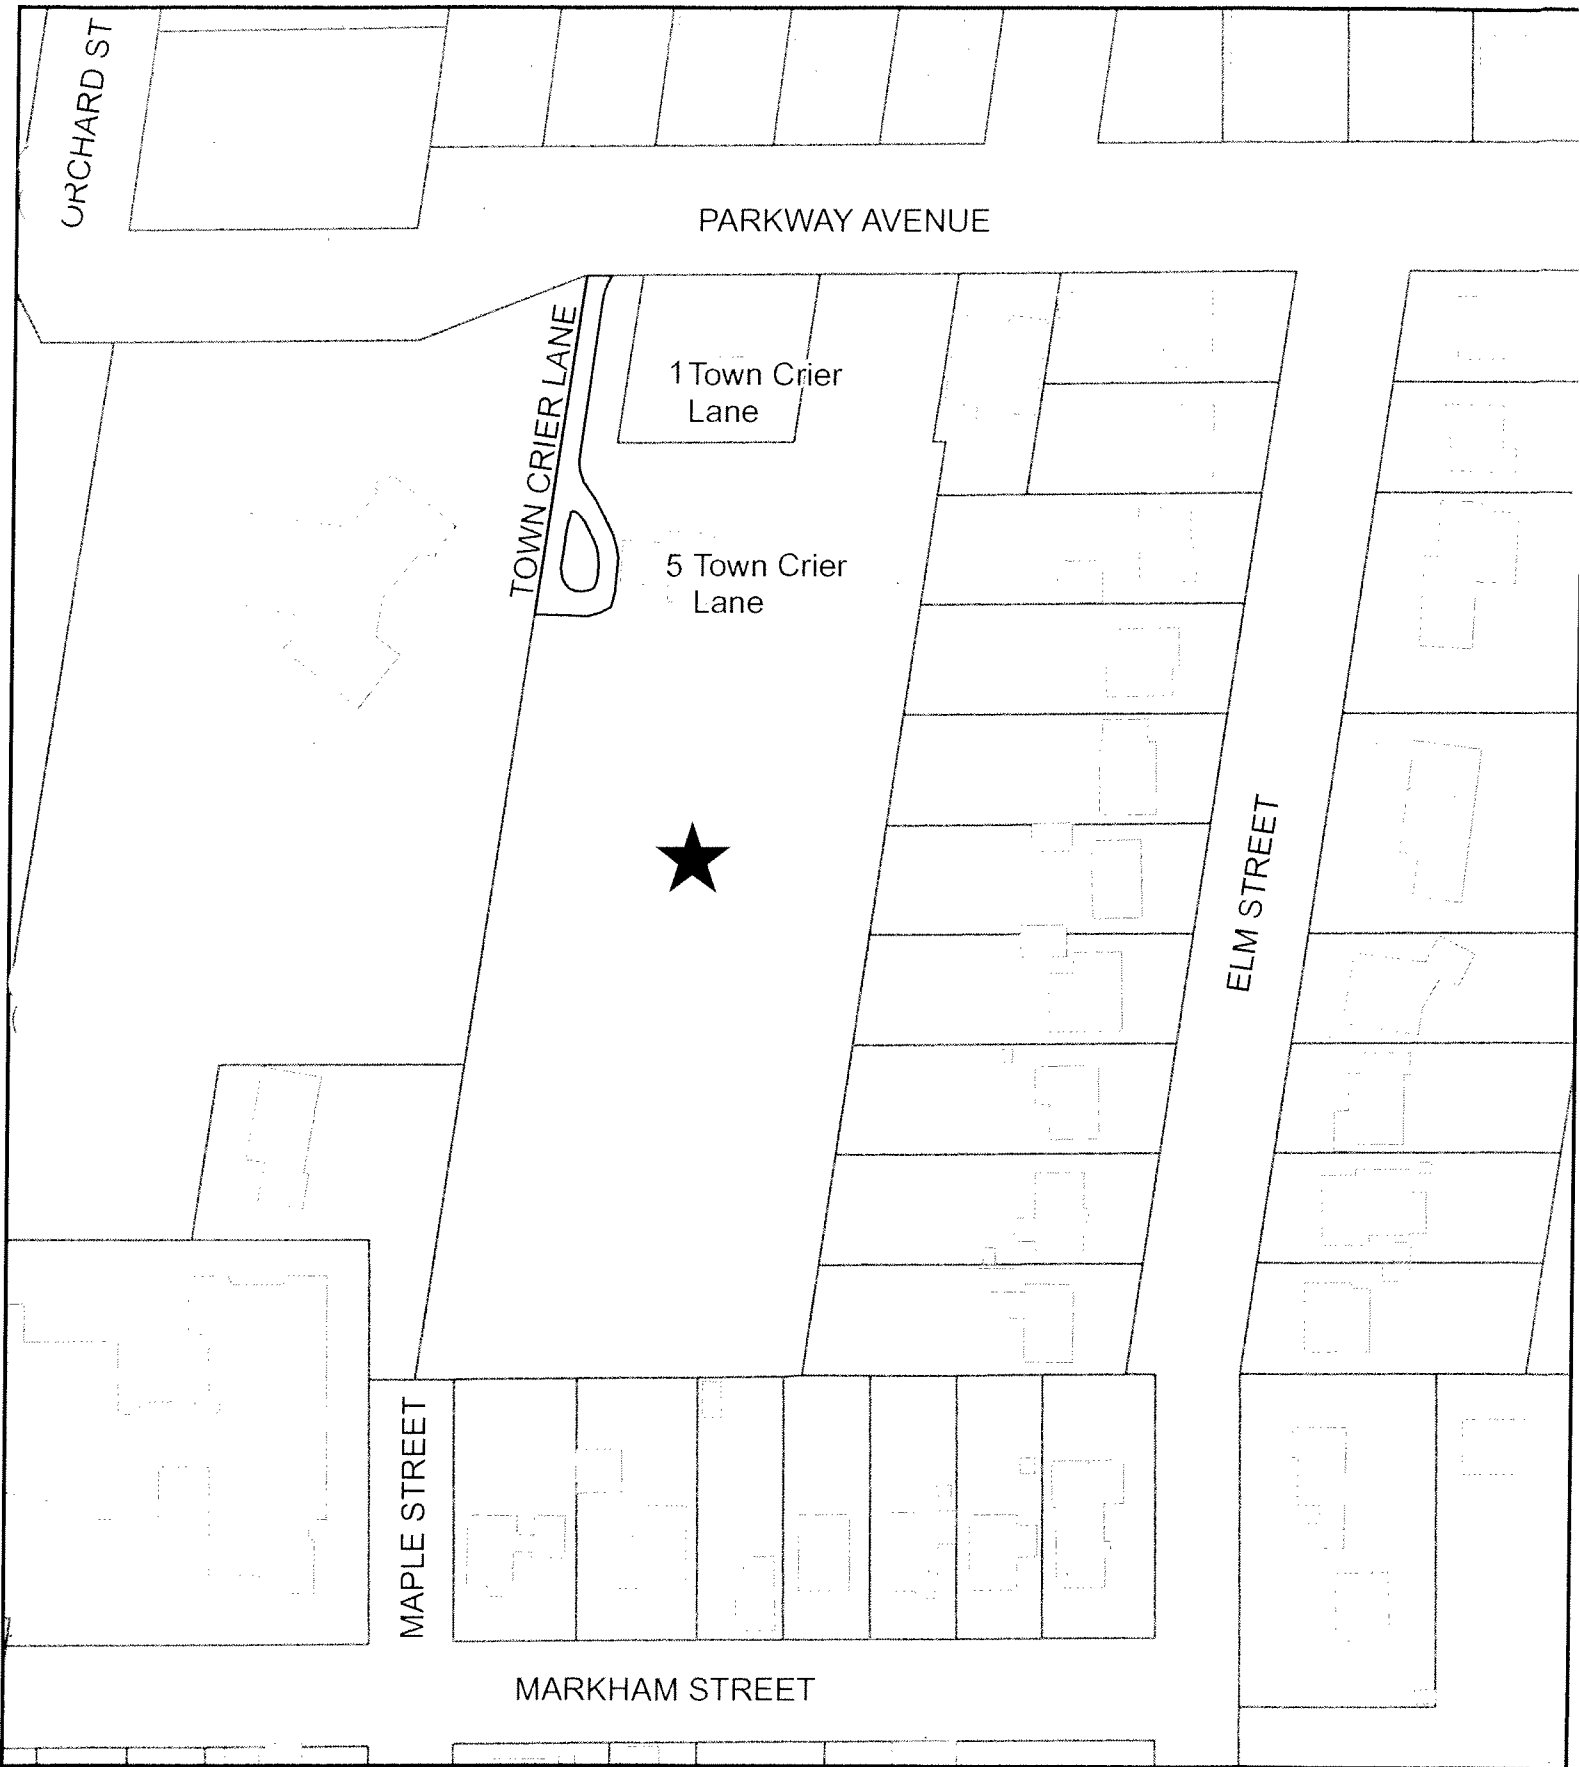 ORCHARD ST
PARKWAY AVENUE
TOWN CRIER LANE
1 Town Crier
Lane
5 Town Crier
Lane
ELM STREET
MAPLE STREET
MARKHAM STREET